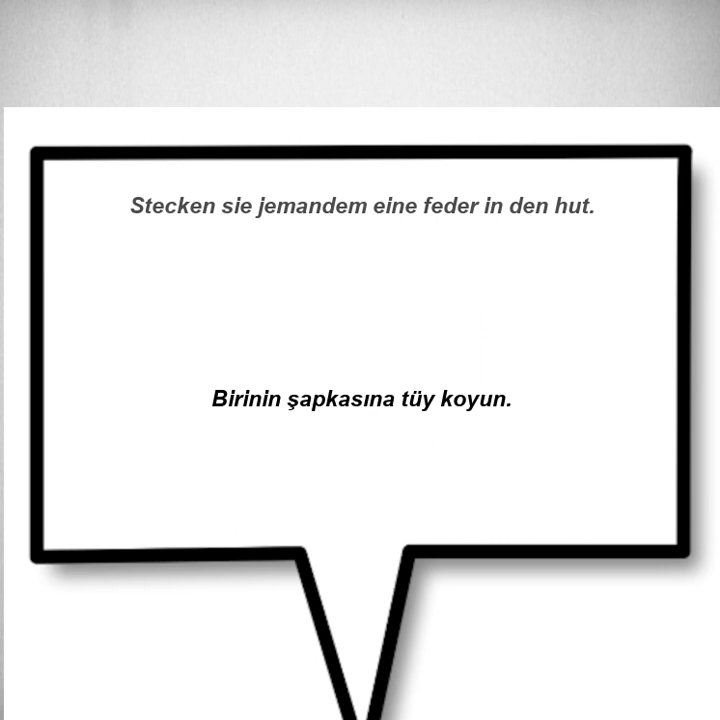 Stecken sie jemandem eine feder in den hut.
Birinin şapkasına tüy koyun.